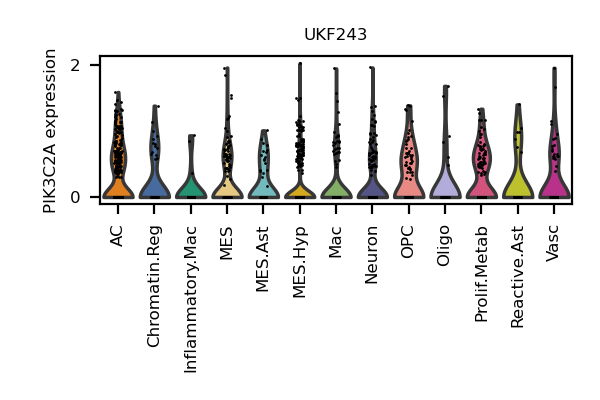 UKF243
PIK3C2A expression
2
0
AC
Chromatin.Reg
Inflammatory.Mac
MES
MES.Ast
MES.Hyp
Mac
Neuron
OPC
Oligo
Prolif.Metab
Reactive.Ast
Vasc